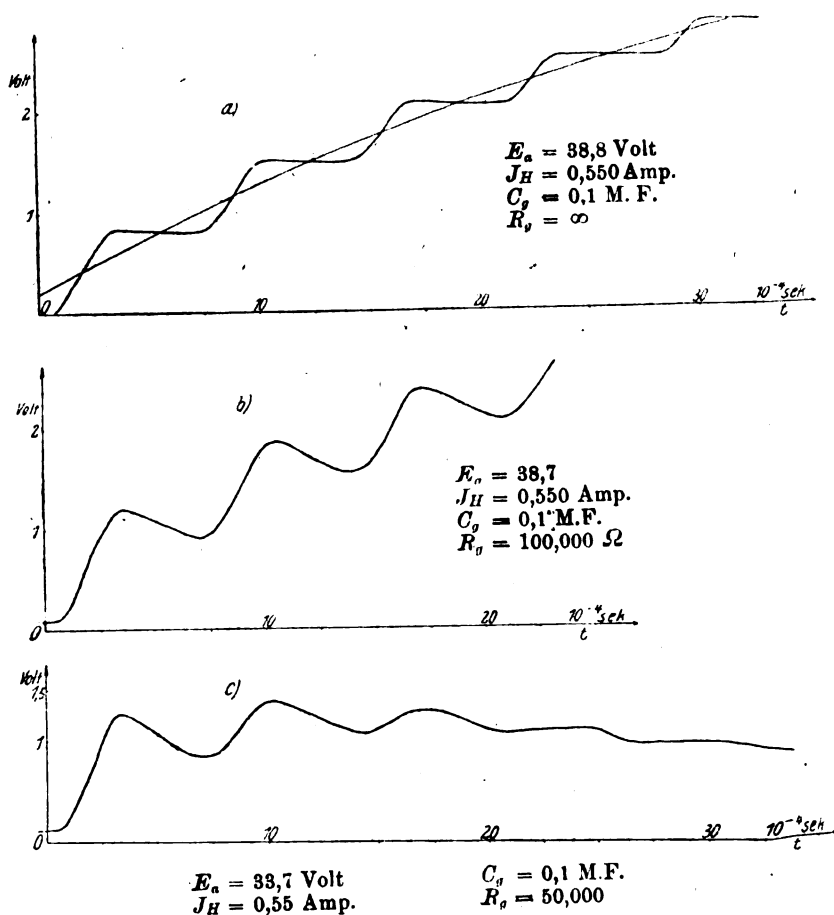 Volt
2
1
0
a)
E_a = 38,8 Volt
J_H = 0,550 Amp.
C_g = 0,1 M. F.
R_g = ∞
10
20
30
10⁻⁴ sek
t
Volt
2
1
0
b)
E_a = 38,7
J_H = 0,550 Amp.
C_g = 0,1 M.F.
R_g = 100,000 Ω
10
20
10⁻⁴ sek
t
Volt
1,5
1
0
c)
10
20
30
10⁻⁴ sek
t
E_a = 33,7 Volt
J_H = 0,55 Amp.
C_g = 0,1 M.F.
R_g = 50,000